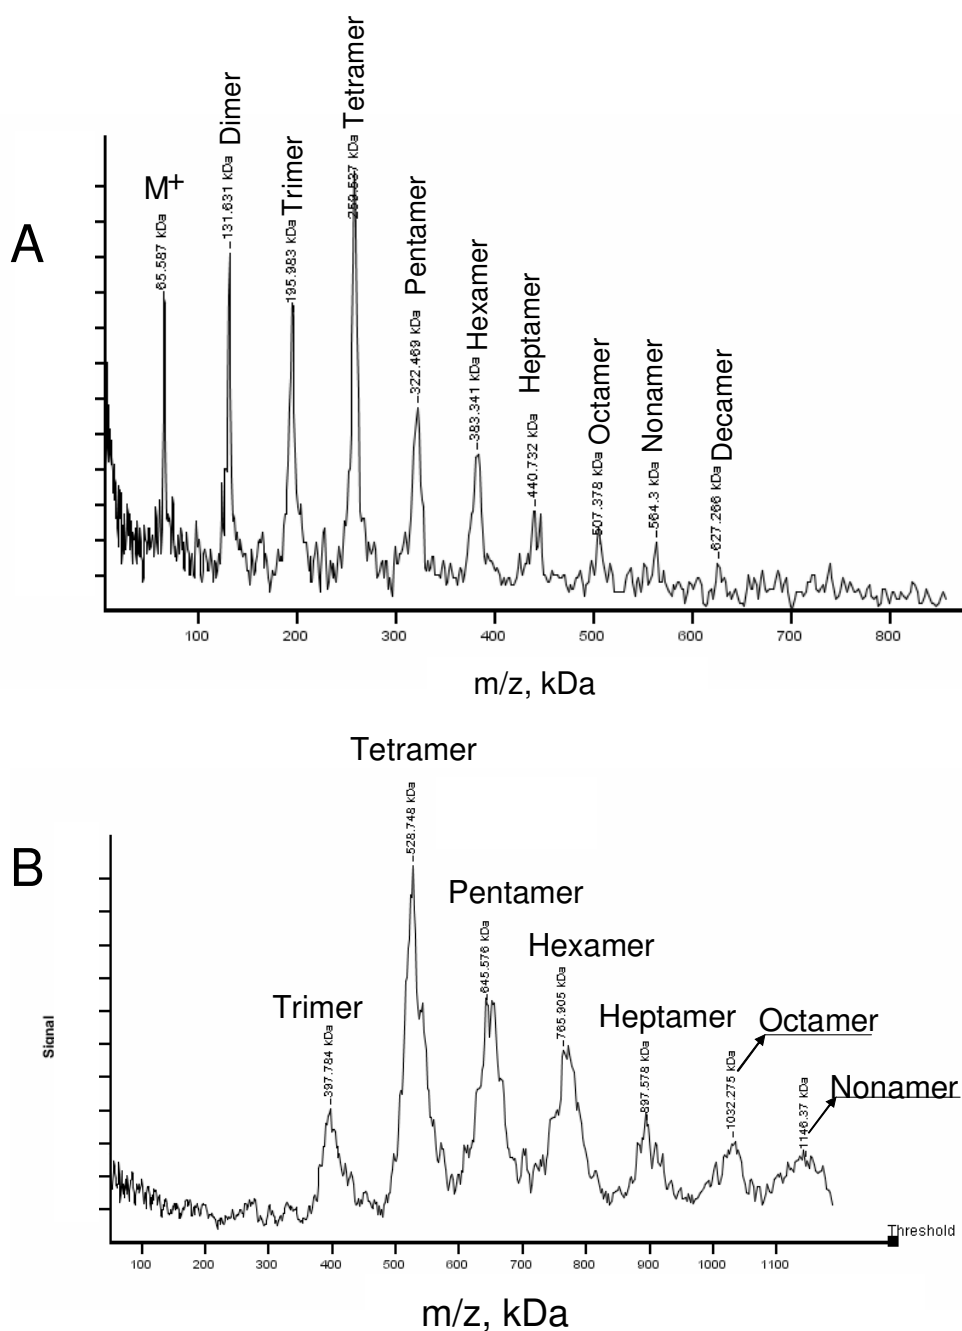 A
M+
65.587 kDa
Dimer
131.631 kDa
Trimer
195.983 kDa
Tetramer
259.537 kDa
Pentamer
322.469 kDa
Hexamer
383.341 kDa
Heptamer
440.732 kDa
Octamer
507.378 kDa
Nonamer
564.3 kDa
Decamer
627.266 kDa
100 200 300 400 500 600 700 800
m/z, kDa
B
Signal
Trimer
397.784 kDa
Tetramer
528.748 kDa
Pentamer
645.576 kDa
Hexamer
765.905 kDa
Heptamer
897.578 kDa
Octamer
1032.275 kDa
Nonamer
1146.37 kDa
Threshold
100 200 300 400 500 600 700 800 900 1000 1100
m/z, kDa